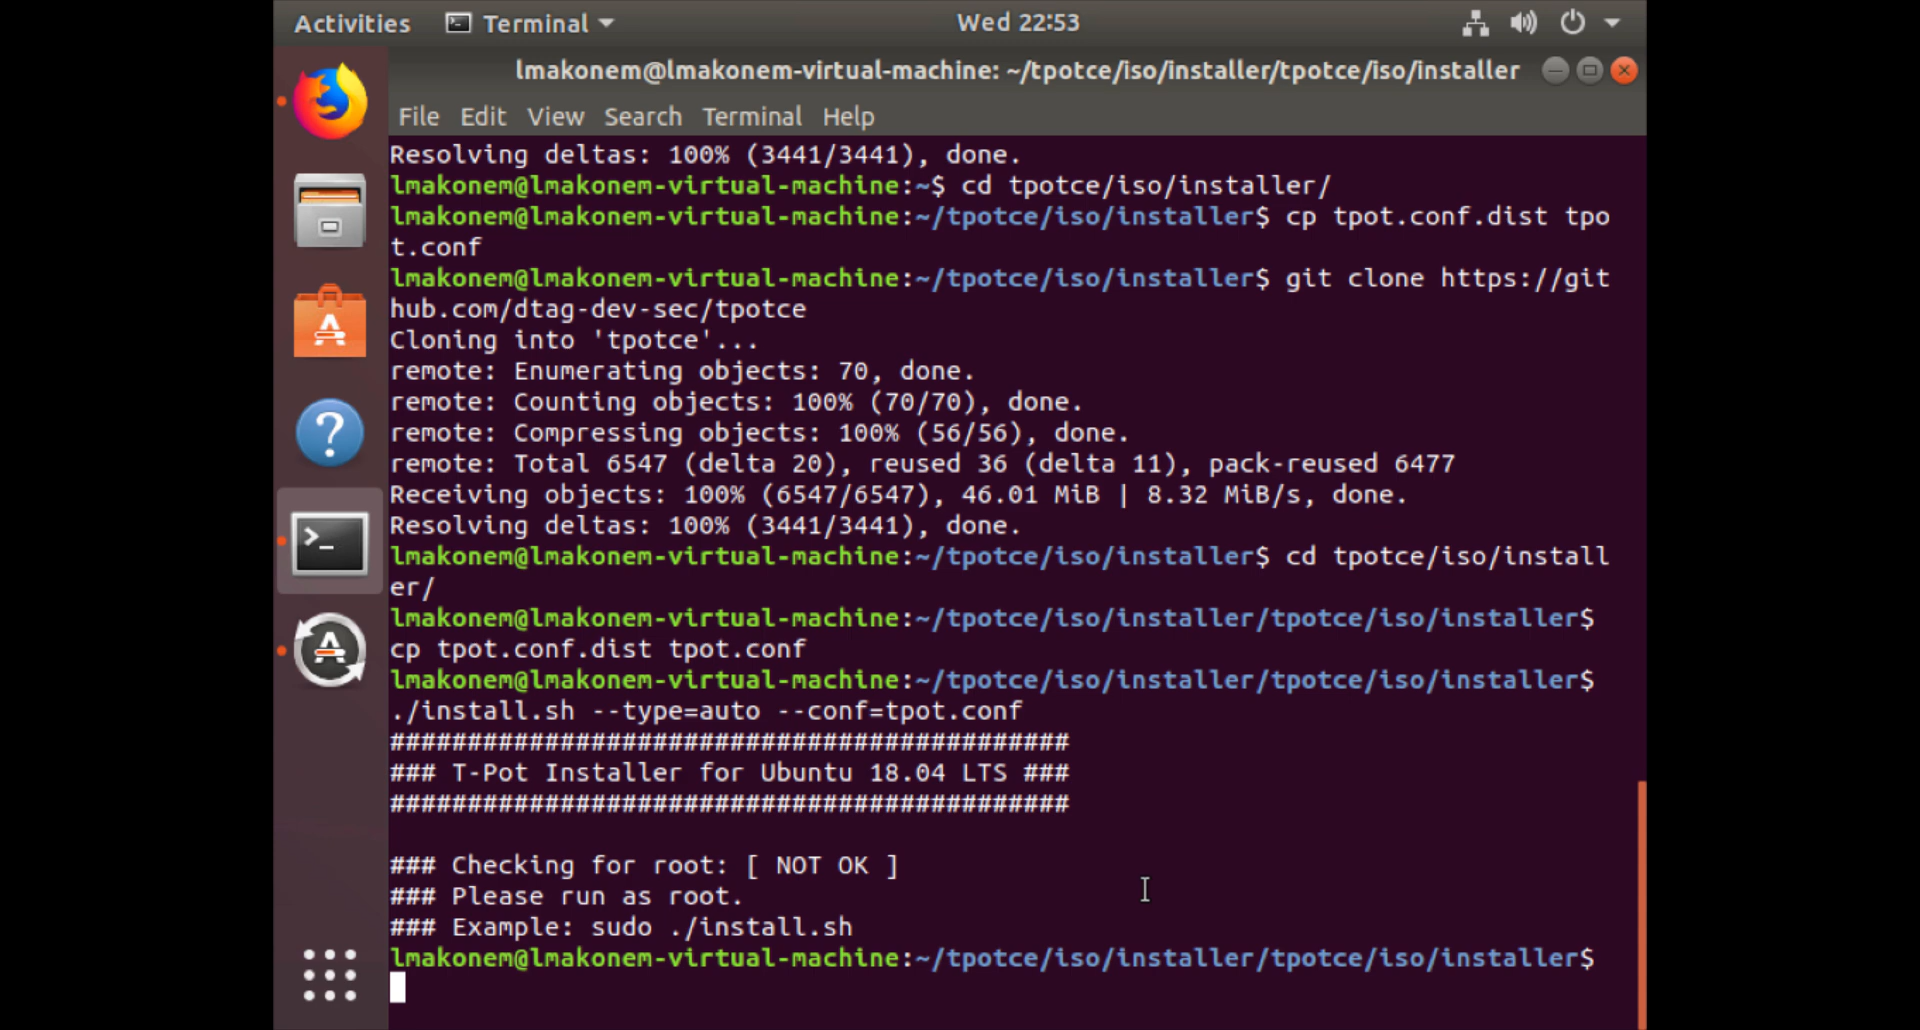 Activities Terminal Wed 22:53
lmakonem@lmakonem-virtual-machine: ~/tpotce/iso/installer/tpotce/iso/installer
File Edit View Search Terminal Help
Resolving deltas: 100% (3441/3441), done.
lmakonem@lmakonem-virtual-machine:~$ cd tpotce/iso/installer/
lmakonem@lmakonem-virtual-machine:~/tpotce/iso/installer$ cp tpot.conf.dist tpo
t.conf
lmakonem@lmakonem-virtual-machine:~/tpotce/iso/installer$ git clone https://git
hub.com/dtag-dev-sec/tpotce
Cloning into 'tpotce'...
remote: Enumerating objects: 70, done.
remote: Counting objects: 100% (70/70), done.
remote: Compressing objects: 100% (56/56), done.
remote: Total 6547 (delta 20), reused 36 (delta 11), pack-reused 6477
Receiving objects: 100% (6547/6547), 46.01 MiB | 8.32 MiB/s, done.
Resolving deltas: 100% (3441/3441), done.
lmakonem@lmakonem-virtual-machine:~/tpotce/iso/installer$ cd tpotce/iso/install
er/
lmakonem@lmakonem-virtual-machine:~/tpotce/iso/installer/tpotce/iso/installer$
cp tpot.conf.dist tpot.conf
lmakonem@lmakonem-virtual-machine:~/tpotce/iso/installer/tpotce/iso/installer$
./install.sh --type=auto --conf=tpot.conf
############################################
### T-Pot Installer for Ubuntu 18.04 LTS ###
############################################
### Checking for root: [ NOT OK ]
### Please run as root.
### Example: sudo ./install.sh
lmakonem@lmakonem-virtual-machine:~/tpotce/iso/installer/tpotce/iso/installer$